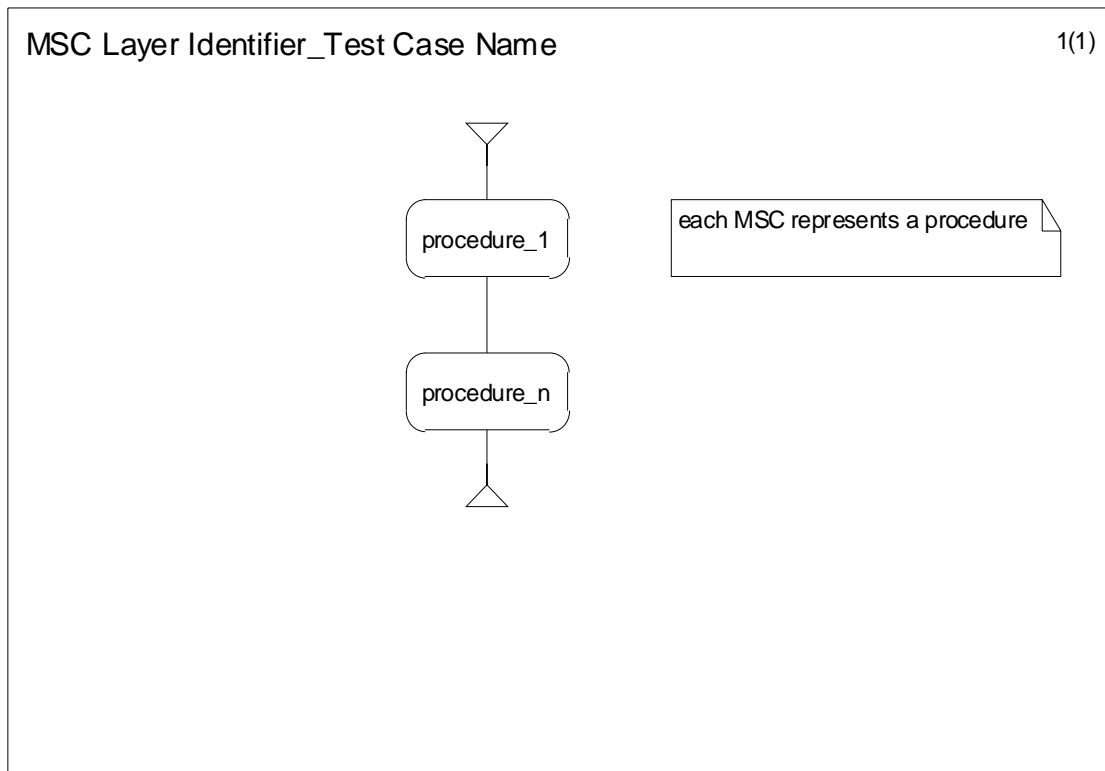 MSC Layer Identifier_Test Case Name
1(1)
procedure_1
each MSC represents a procedure
procedure_n